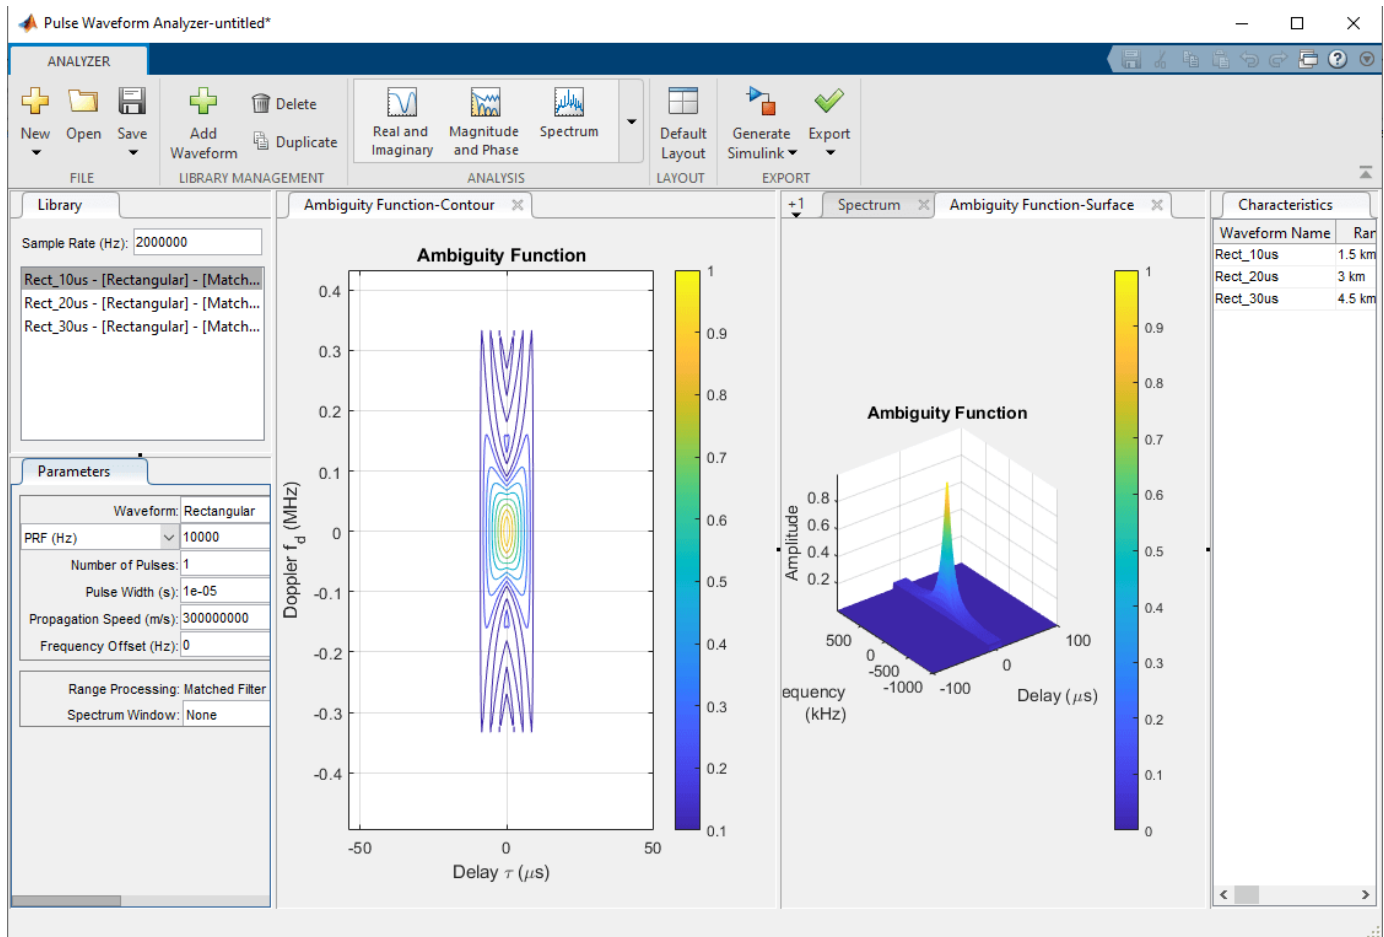 Pulse Waveform Analyzer-untitled*
ANALYZER
New
Open
Save
FILE
Add
Waveform
Delete
Duplicate
LIBRARY MANAGEMENT
Real and
Imaginary
Magnitude
and Phase
Spectrum
ANALYSIS
Default
Layout
LAYOUT
Generate
Simulink
Export
EXPORT
Library
Sample Rate (Hz): 2000000
Rect_10us - [Rectangular] - [Match...
Rect_20us - [Rectangular] - [Match...
Rect_30us - [Rectangular] - [Match...
Parameters
Waveform: Rectangular
PRF (Hz) 10000
Number of Pulses: 1
Pulse Width (s): 1e-05
Propagation Speed (m/s): 300000000
Frequency Offset (Hz): 0
Range Processing: Matched Filter
Spectrum Window: None
Ambiguity Function-Contour
Ambiguity Function
0.4
0.3
0.2
0.1
0
-0.1
-0.2
-0.3
-0.4
Doppler f_d (MHz)
-50 0 50
Delay τ (μs)
1
0.9
0.8
0.7
0.6
0.5
0.4
0.3
0.2
0.1
+1
Spectrum
Ambiguity Function-Surface
Ambiguity Function
0.8
0.6
0.4
0.2
Amplitude
500
0
-500
-1000
equency
(kHz)
-100
0
100
Delay (μs)
1
0.9
0.8
0.7
0.6
0.5
0.4
0.3
0.2
0.1
0
Characteristics
Waveform Name Ran
Rect_10us 1.5 km
Rect_20us 3 km
Rect_30us 4.5 km